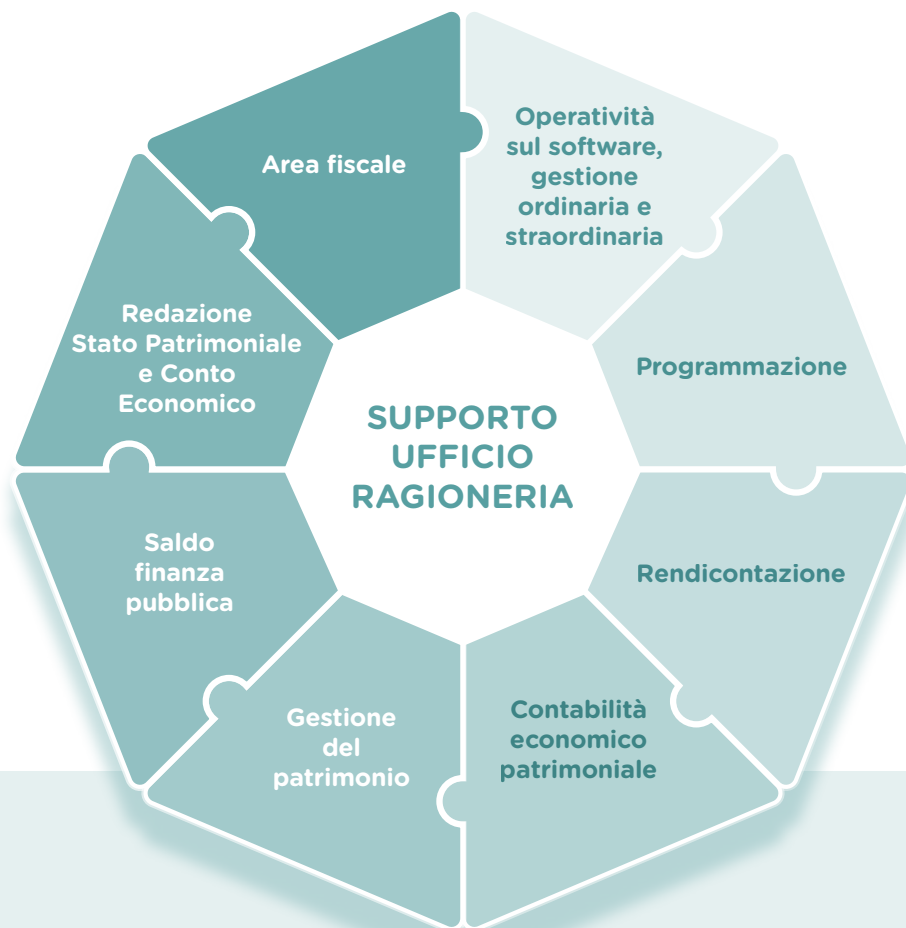 Operatività
sul software,
gestione
ordinaria e
straordinaria
Programmazione
Rendicontazione
Contabilità
economico
patrimoniale
Gestione
del
patrimonio
Saldo
finanza
pubblica
Redazione
Stato Patrimoniale
e Conto
Economico
Area fiscale
SUPPORTO
UFFICIO
RAGIONERIA